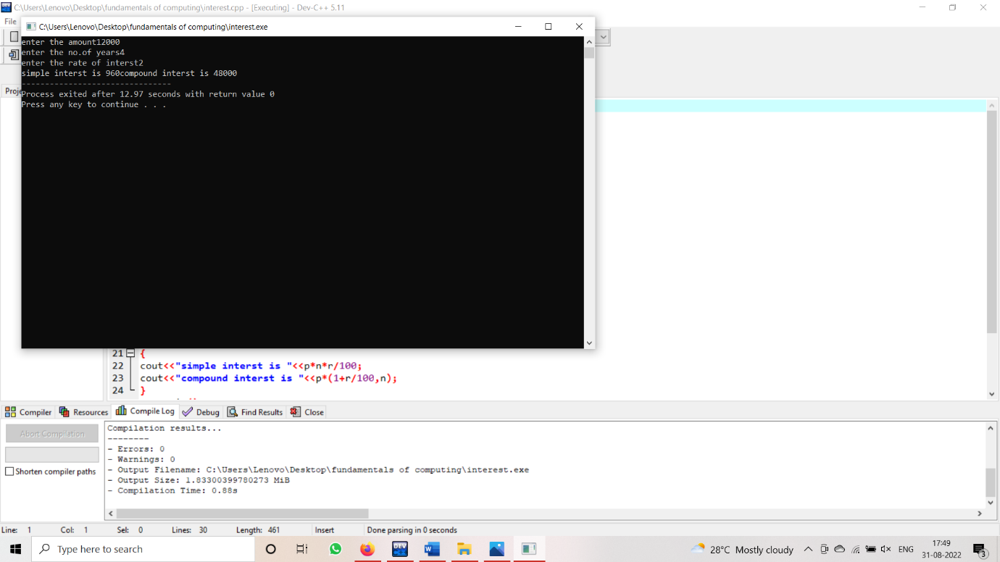 C:\Users\Lenovo\Desktop\fundamentals of computing\interest.cpp - [Executing] - Dev-C++ 5.11
File
C:\Users\Lenovo\Desktop\fundamentals of computing\interest.exe
enter the amount12000
enter the no.of years4
enter the rate of interst2
simple interst is 960compound interst is 48000
--------------------------------
Process exited after 12.97 seconds with return value 0
Press any key to continue . . .
Proje
21 {
22 cout<<"simple interst is "<<p*n*r/100;
23 cout<<"compound interst is "<<p*(1+r/100,n);
24 }
Compiler Resources Compile Log Debug Find Results Close
Abort Compilation
Shorten compiler paths
Compilation results...
--------
- Errors: 0
- Warnings: 0
- Output Filename: C:\Users\Lenovo\Desktop\fundamentals of computing\interest.exe
- Output Size: 1.83300399780273 MiB
- Compilation Time: 0.88s
Line: 1 Col: 1 Sel: 0 Lines: 30 Length: 461 Insert Done parsing in 0 seconds
Type here to search
DEV
W
28°C Mostly cloudy
ENG
17:49
31-08-2022
3